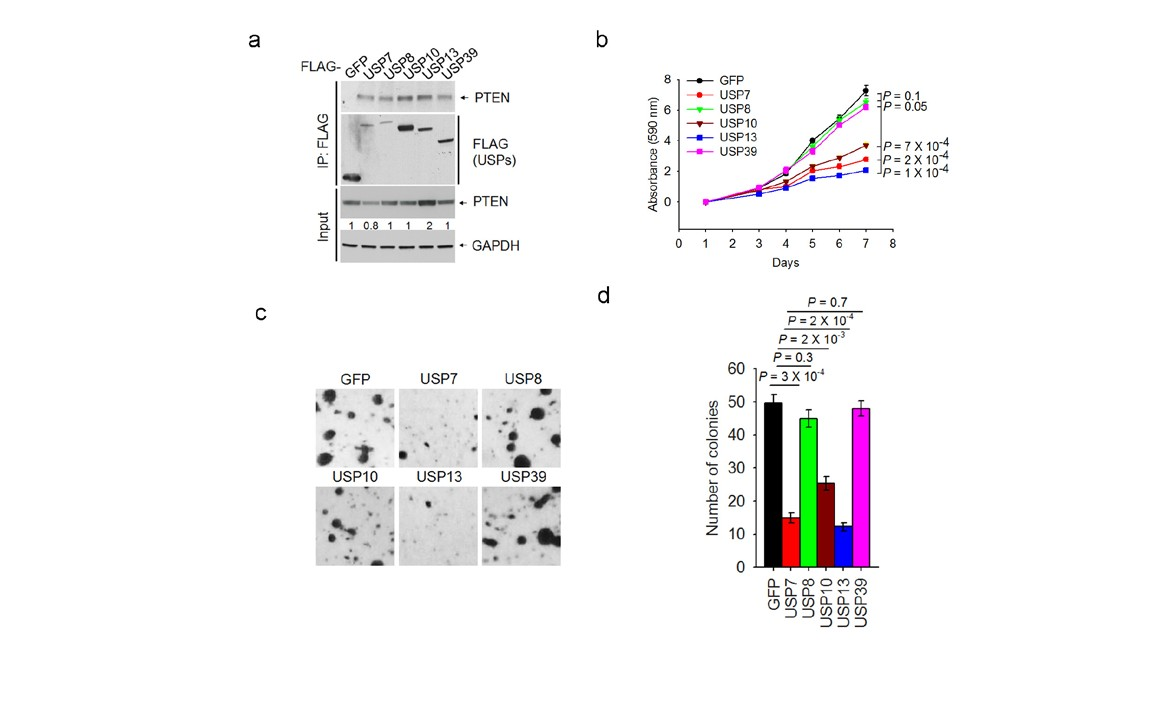 a
FLAG- GFP USP7 USP8 USP10 USP13 USP39
IP: FLAG
← PTEN
FLAG
(USPs)
Input
← PTEN
1 0.8 1 1 2 1
← GAPDH
b
GFP
USP7
USP8
USP10
USP13
USP39
Absorbance (590 nm)
8
6
4
2
0
0 1 2 3 4 5 6 7 8
Days
P = 0.1
P = 0.05
P = 7 X 10⁻⁴
P = 2 X 10⁻⁴
P = 1 X 10⁻⁴
c
GFP USP7 USP8
USP10 USP13 USP39
d
P = 0.7
P = 2 X 10⁻⁴
P = 2 X 10⁻³
P = 0.3
P = 3 X 10⁻⁴
Number of colonies
60
50
40
30
20
10
0
GFP USP7 USP8 USP10 USP13 USP39